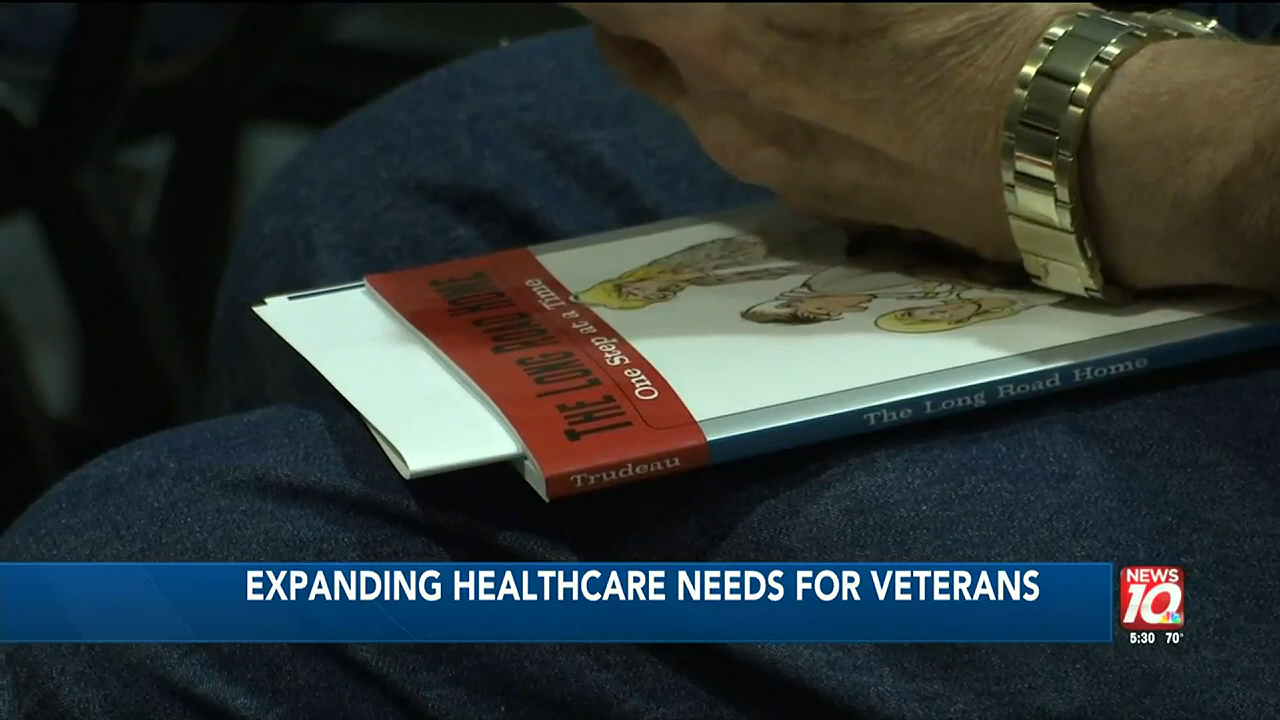 THE LONG ROAD HOME
One Step at a Time
Trudeau
The Long Road Home
EXPANDING HEALTHCARE NEEDS FOR VETERANS
NEWS
10
5:30 70°